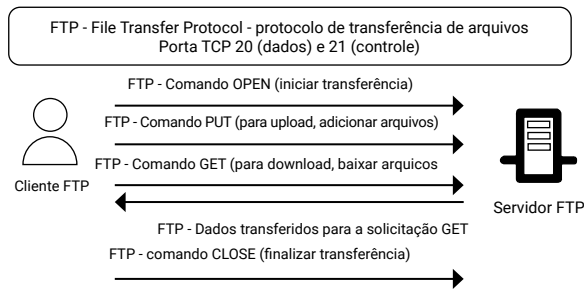 FTP - File Transfer Protocol - protocolo de transferência de arquivos
Porta TCP 20 (dados) e 21 (controle)
FTP - Comando OPEN (iniciar transferência)
FTP - Comando PUT (para upload, adicionar arquivos)
FTP - Comando GET (para download, baixar arquicos
Cliente FTP
Servidor FTP
FTP - Dados transferidos para a solicitação GET
FTP - comando CLOSE (finalizar transferência)